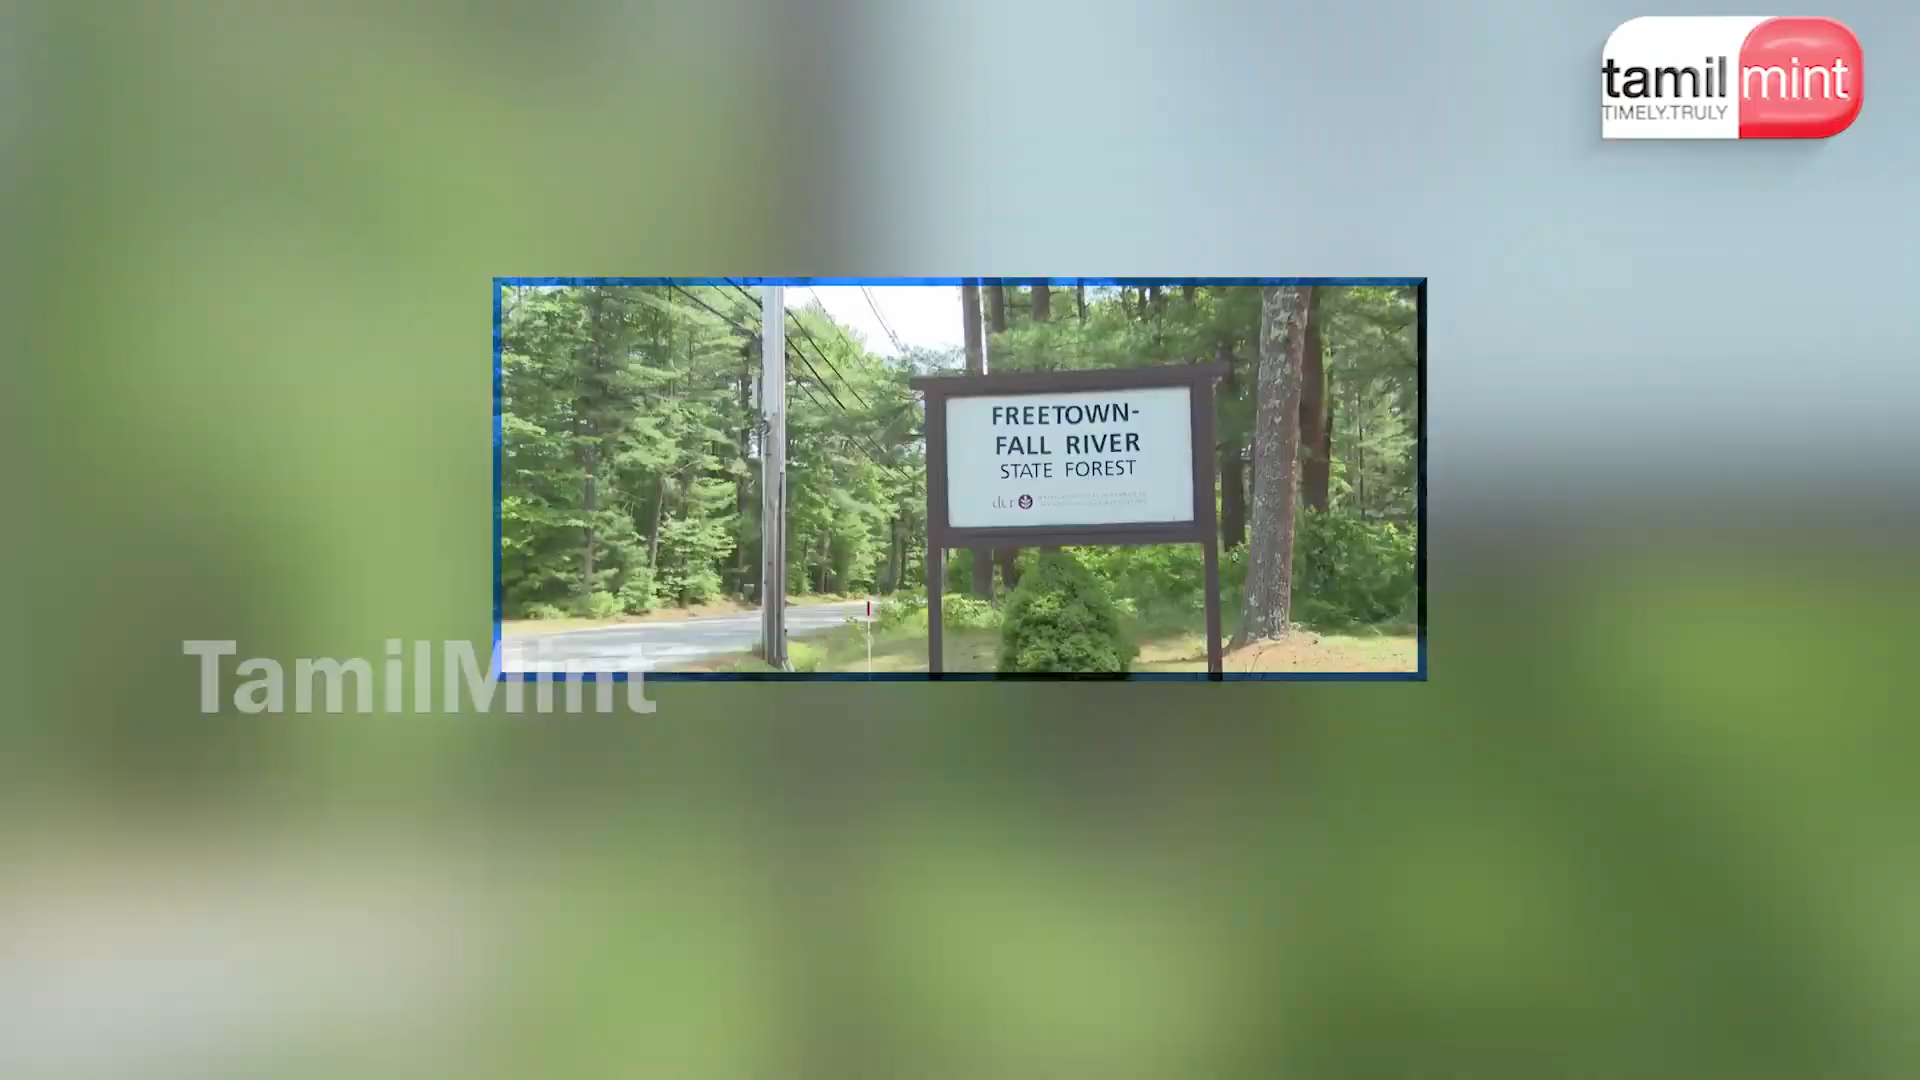 tamil mint
TIMELY.TRULY
FREETOWN-
FALL RIVER
STATE FOREST
dcr
TamilMint